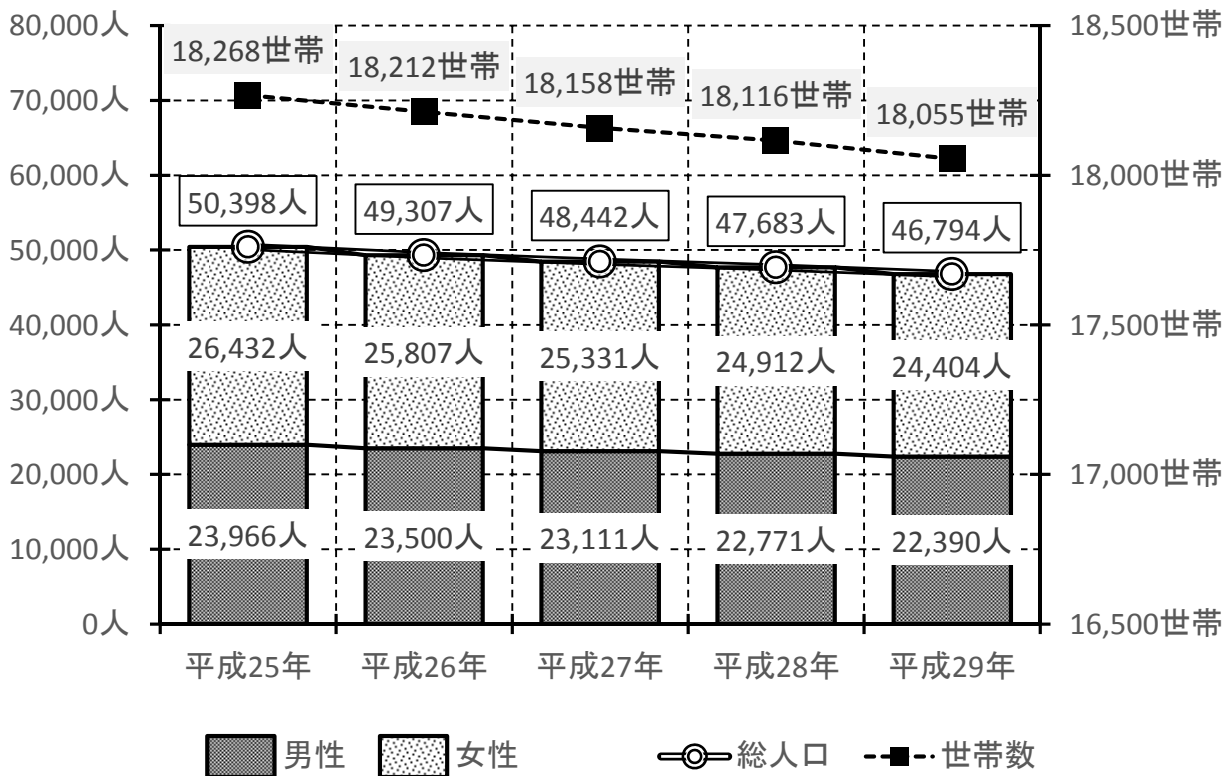 80,000人
70,000人
60,000人
50,000人
40,000人
30,000人
20,000人
10,000人
0人
18,500世帯
18,000世帯
17,500世帯
17,000世帯
16,500世帯
18,268世帯
18,212世帯
18,158世帯
18,116世帯
18,055世帯
50,398人
49,307人
48,442人
47,683人
46,794人
26,432人
25,807人
25,331人
24,912人
24,404人
23,966人
23,500人
23,111人
22,771人
22,390人
平成25年 平成26年 平成27年 平成28年 平成29年
男性 女性 総人口 世帯数